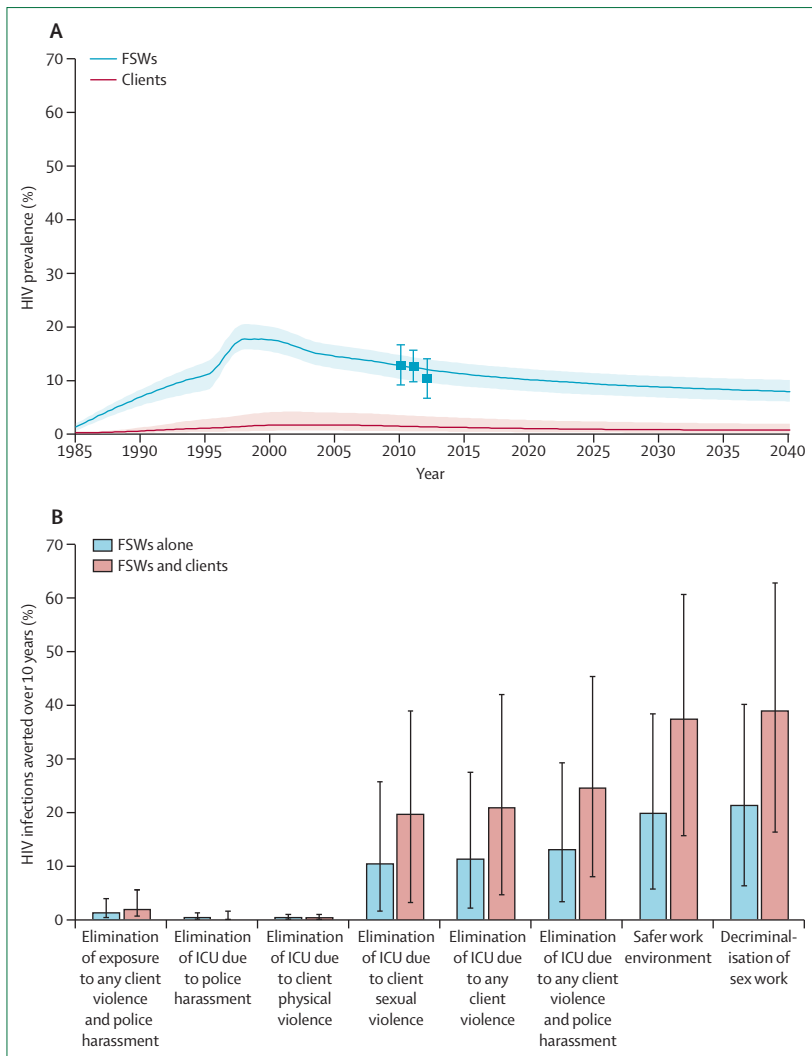 A
70
60
50
40
30
20
10
0
HIV prevalence (%)
FSWs
Clients
1985 1990 1995 2000 2005 2010 2015 2020 2025 2030 2035 2040
Year
B
70
60
50
40
30
20
10
0
HIV infections averted over 10 years (%)
FSWs alone
FSWs and clients
Elimination
of exposure
to any client
violence
and police
harassment
Elimination
of ICU due
to police
harassment
Elimination
of ICU due
to client
physical
violence
Elimination
of ICU due
to client
sexual
violence
Elimination
of ICU due
to any
client
violence
Elimination
of ICU due
to any client
violence
and police
harassment
Safer work
environment
Decriminal-
isation of
sex work